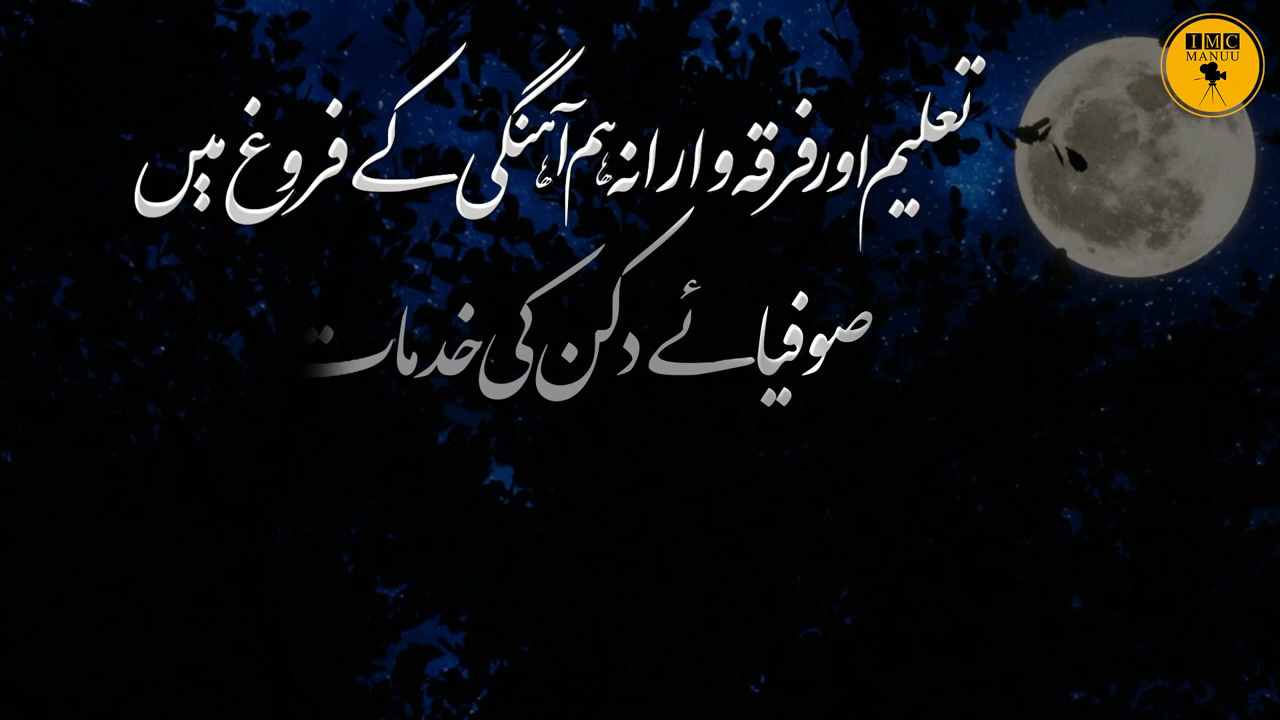 تعلیم اور فرقہ وارانہ ہم آہنگی کے فروغ میں
صوفیائے دکن کی خدمات
IMC
MANUU